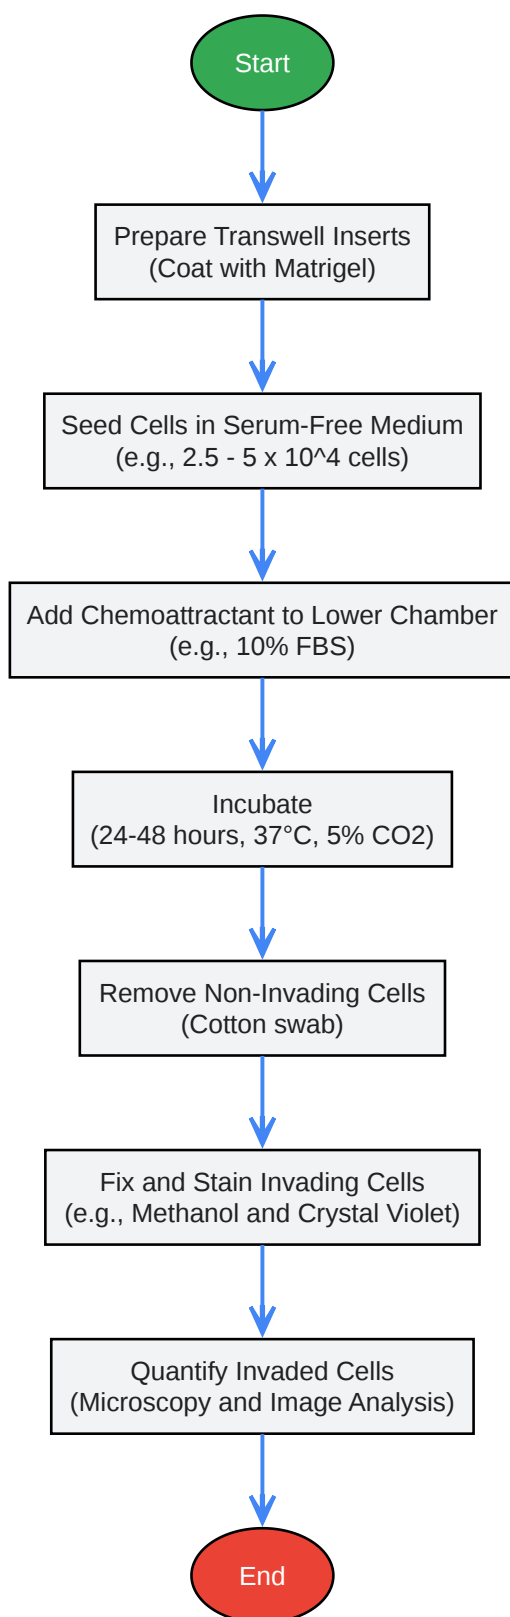 Start
Prepare Transwell Inserts
(Coat with Matrigel)
Seed Cells in Serum-Free Medium
(e.g., 2.5 - 5 x 10^4 cells)
Add Chemoattractant to Lower Chamber
(e.g., 10% FBS)
Incubate
(24-48 hours, 37°C, 5% CO2)
Remove Non-Invading Cells
(Cotton swab)
Fix and Stain Invading Cells
(e.g., Methanol and Crystal Violet)
Quantify Invaded Cells
(Microscopy and Image Analysis)
End